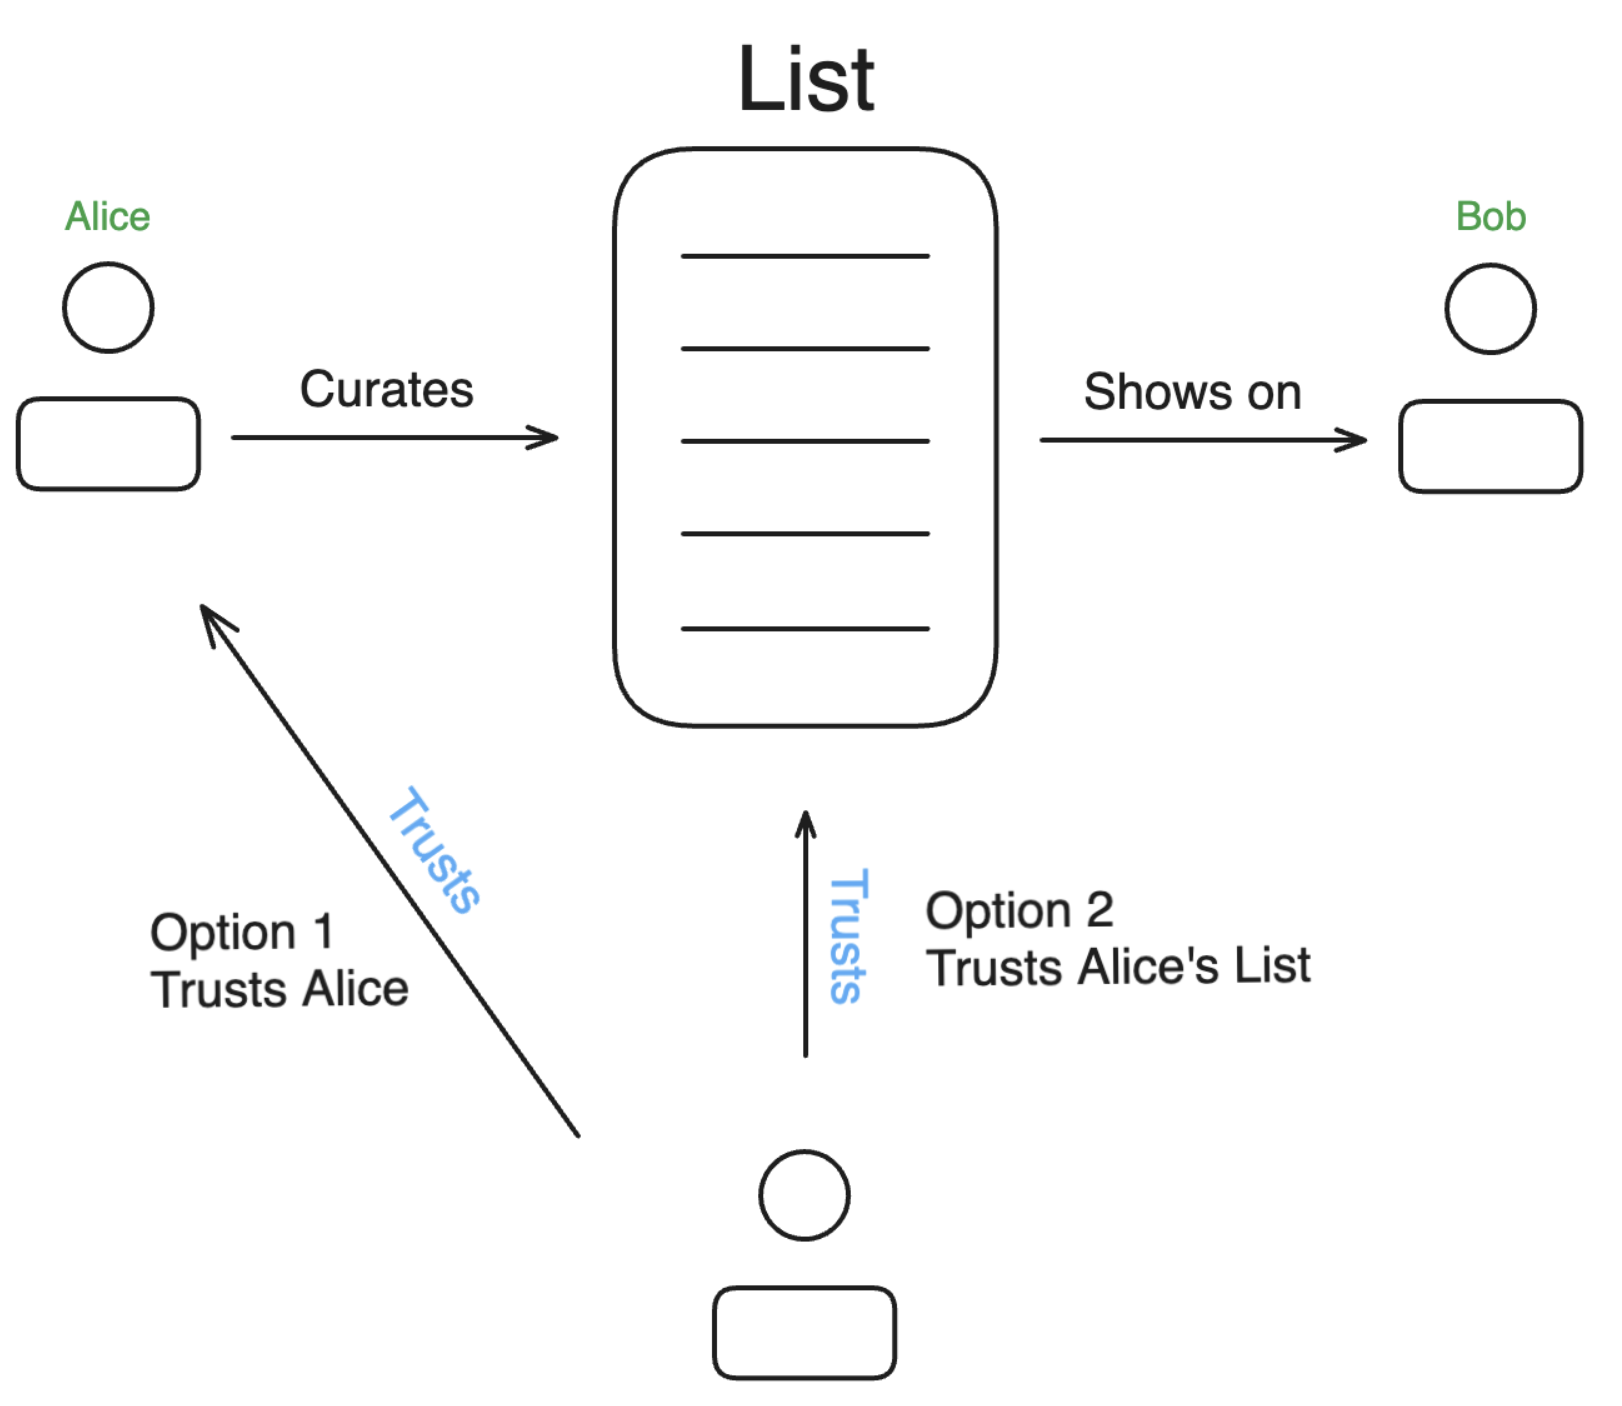 List
Alice
Bob
Curates
Shows on
Trusts
Option 1
Trusts Alice
Trusts
Option 2
Trusts Alice's List